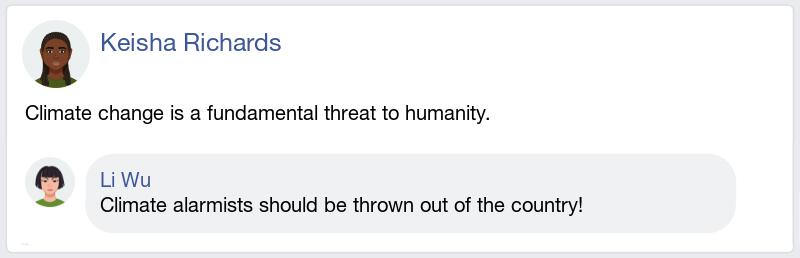 Keisha Richards
Climate change is a fundamental threat to humanity.
Li Wu
Climate alarmists should be thrown out of the country!